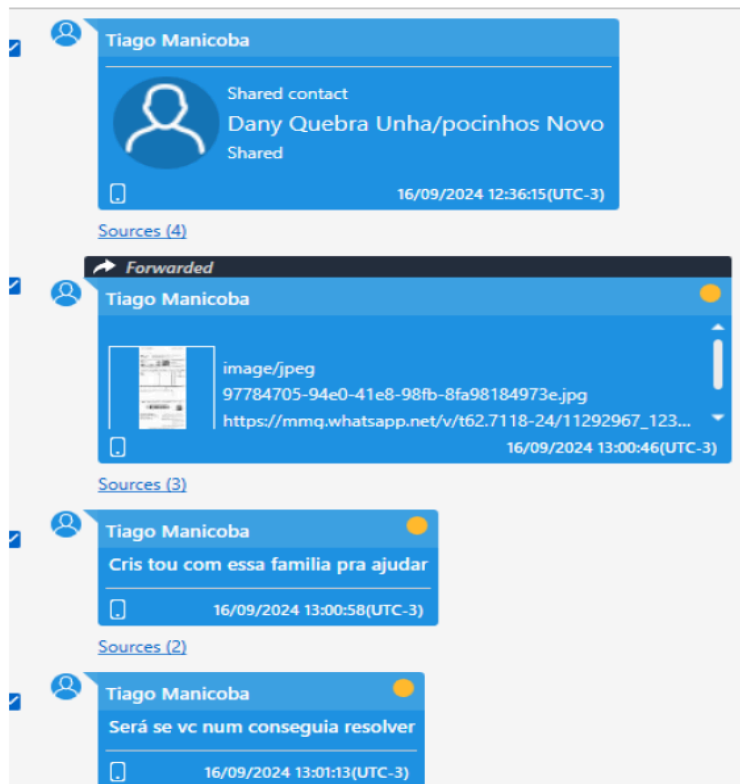 Tiago Manicoba
Shared contact
Dany Quebra Unha/pocinhos Novo
Shared
16/09/2024 12:36:15(UTC-3)
Sources (4)
Forwarded
Tiago Manicoba
image/jpeg
97784705-94e0-41e8-98fb-8fa98184973e.jpg
https://mmg.whatsapp.net/v/t62.7118-24/11292967_123...
16/09/2024 13:00:46(UTC-3)
Sources (3)
Tiago Manicoba
Cris tou com essa familia pra ajudar
16/09/2024 13:00:58(UTC-3)
Sources (2)
Tiago Manicoba
Será se vc num conseguia resolver
16/09/2024 13:01:13(UTC-3)